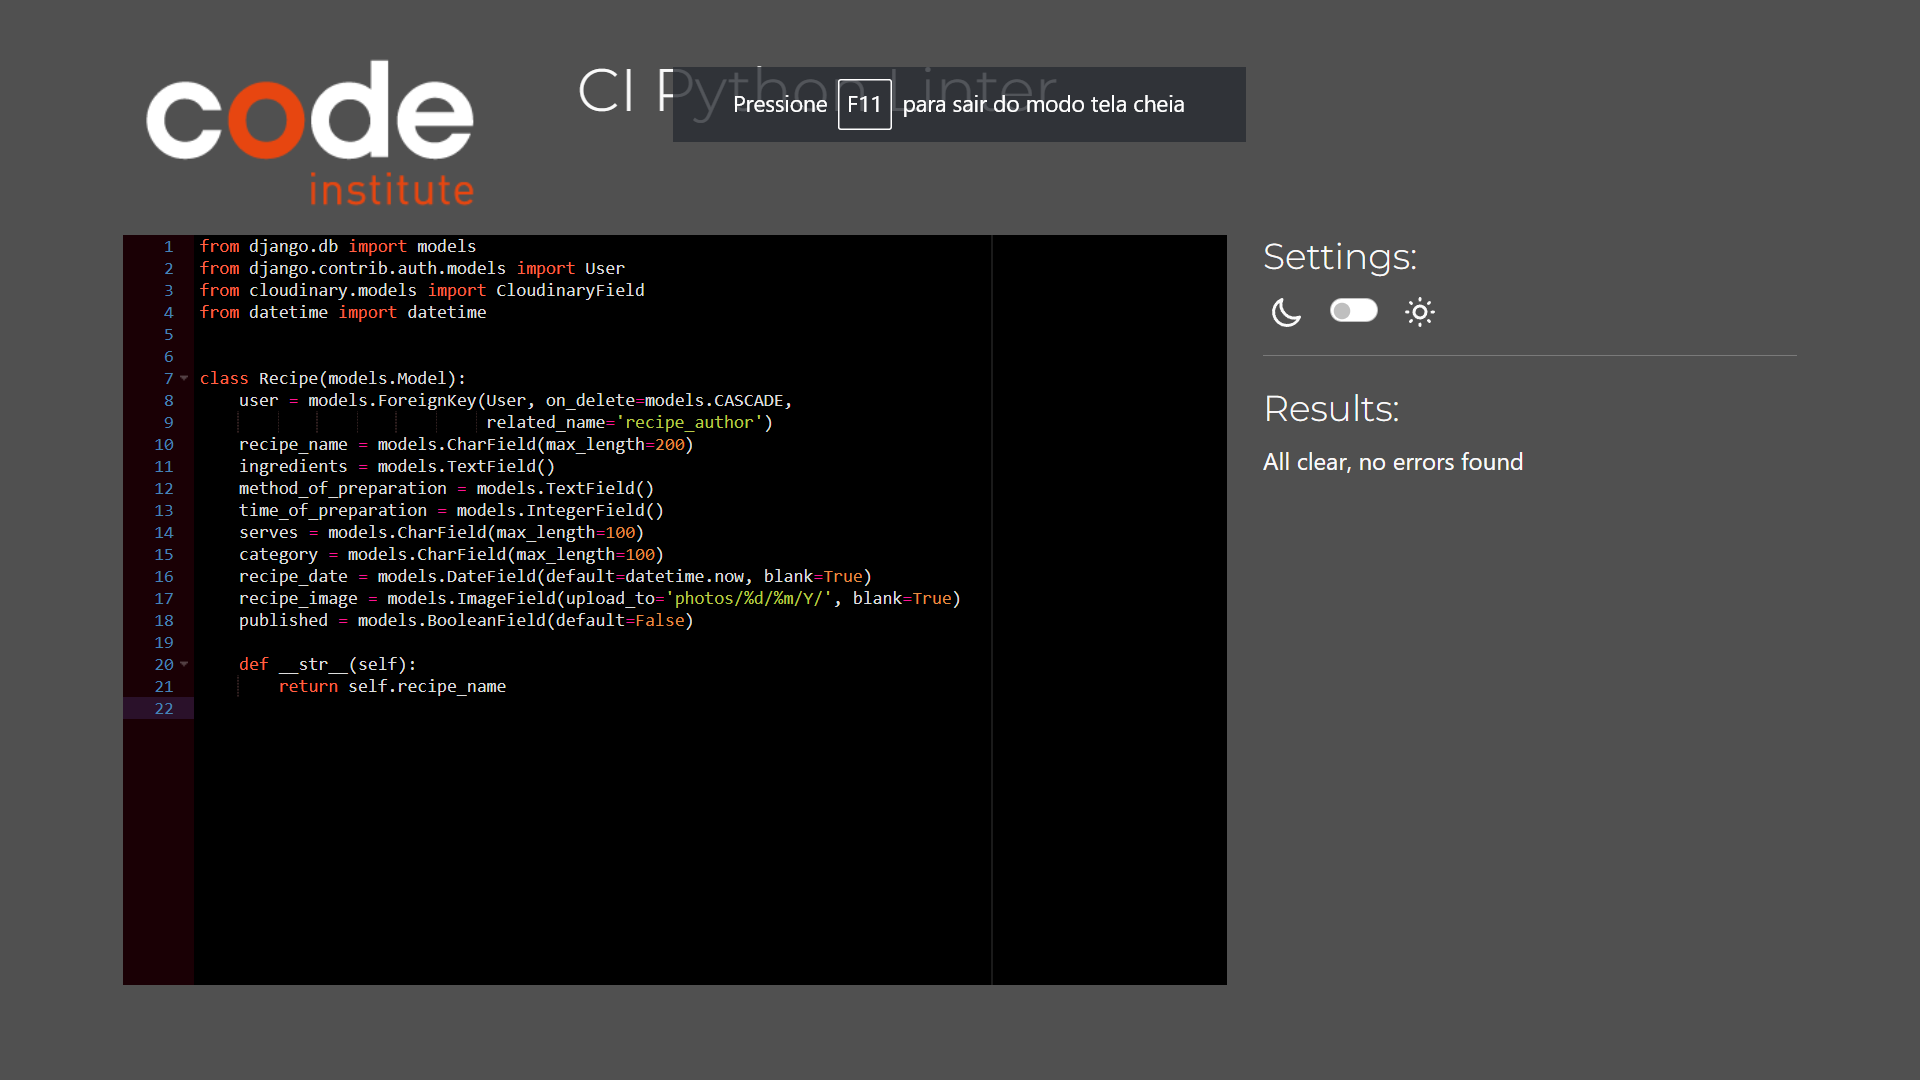 code
institute
CI Python Linter
Pressione F11 para sair do modo tela cheia
1 from django.db import models
2 from django.contrib.auth.models import User
3 from cloudinary.models import CloudinaryField
4 from datetime import datetime
5
6
7 class Recipe(models.Model):
8     user = models.ForeignKey(User, on_delete=models.CASCADE,
9                              related_name='recipe_author')
10     recipe_name = models.CharField(max_length=200)
11     ingredients = models.TextField()
12     method_of_preparation = models.TextField()
13     time_of_preparation = models.IntegerField()
14     serves = models.CharField(max_length=100)
15     category = models.CharField(max_length=100)
16     recipe_date = models.DateField(default=datetime.now, blank=True)
17     recipe_image = models.ImageField(upload_to='photos/%d/%m/Y/', blank=True)
18     published = models.BooleanField(default=False)
19
20     def __str__(self):
21         return self.recipe_name
22
Settings:
Results:
All clear, no errors found